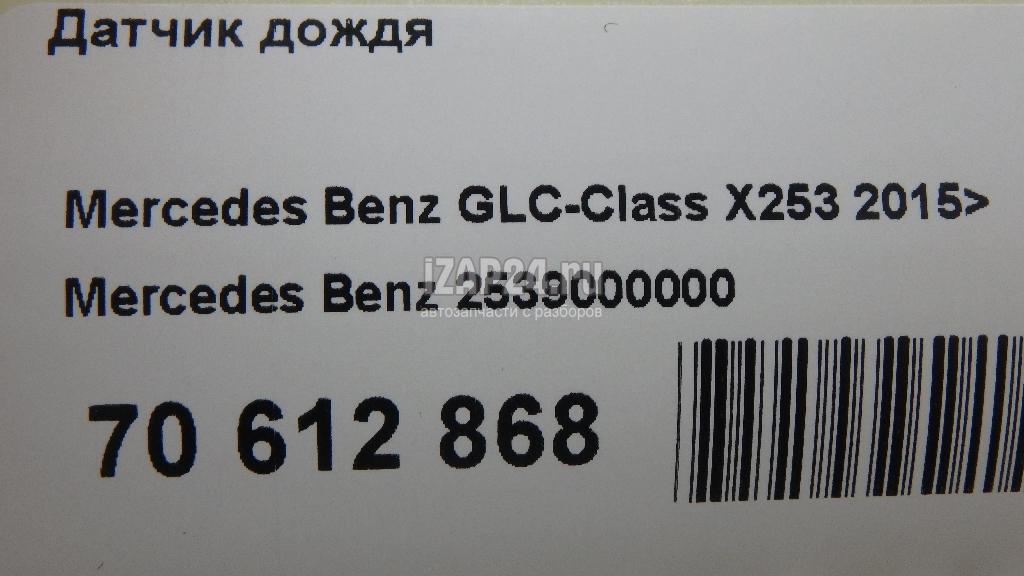 Датчик дождя
Mercedes Benz GLC-Class X253 2015>
iZAP24.ru
Mercedes Benz 2539000000
автозапчасти с разборов
70 612 868